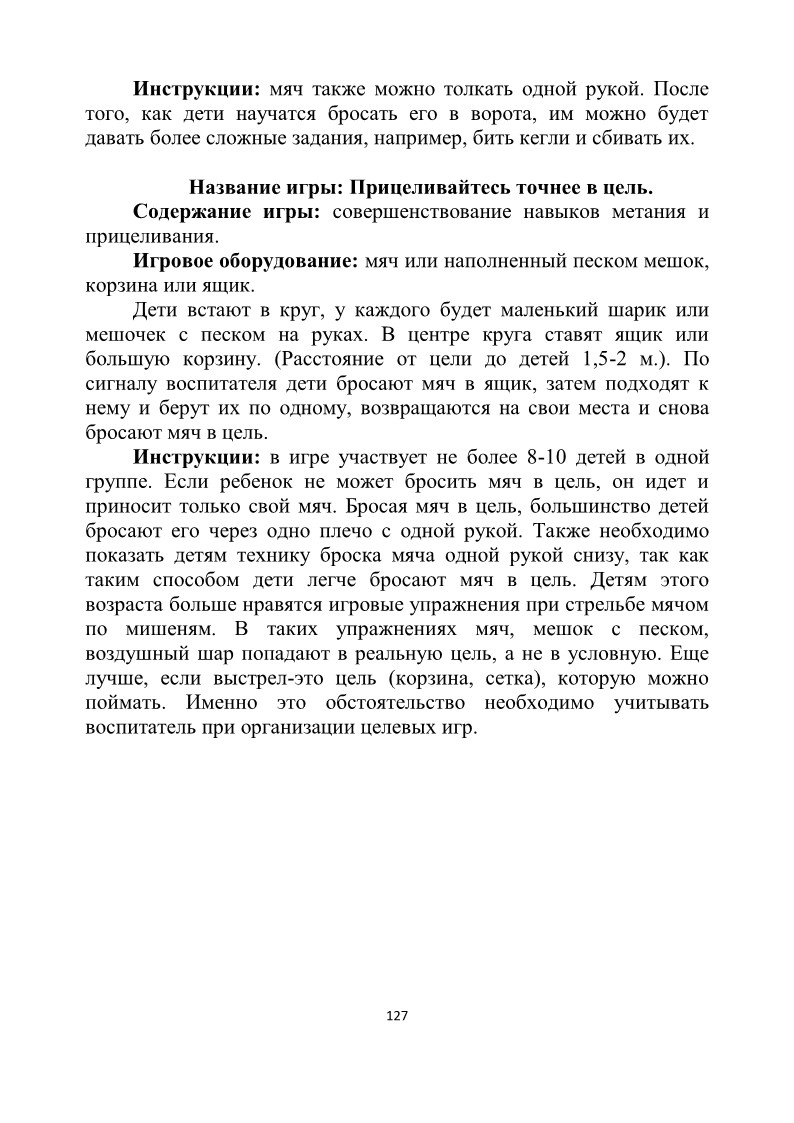 Инструкции: мяч также можно толкать одной рукой. После
того, как дети научатся бросать его в ворота, им можно будет
давать более сложные задания, например, бить кегли и сбивать их.
Название игры: Прицеливайтесь точнее в цель.
Содержание игры: совершенствование навыков метания и
прицеливания.
Игровое оборудование: мяч или наполненный песком мешок,
корзина или ящик.
Дети встают в круг, у каждого будет маленький шарик или
мешочек с песком на руках. В центре круга ставят ящик или
большую корзину. (Расстояние от цели до детей 1,5-2 м.). По
сигналу воспитателя дети бросают мяч в ящик, затем подходят к
нему и берут их по одному, возвращаются на свои места и снова
бросают мяч в цель.
Инструкции: в игре участвует не более 8-10 детей в одной
группе. Если ребенок не может бросить мяч в цель, он идет и
приносит только свой мяч. Бросая мяч в цель, большинство детей
бросают его через одно плечо с одной рукой. Также необходимо
показать детям технику броска мяча одной рукой снизу, так как
таким способом дети легче бросают мяч в цель. Детям этого
возраста больше нравятся игровые упражнения при стрельбе мячом
по мишеням. В таких упражнениях мяч, мешок с песком,
воздушный шар попадают в реальную цель, а не в условную. Еще
лучше, если выстрел-это цель (корзина, сетка), которую можно
поймать. Именно это обстоятельство необходимо учитывать
воспитатель при организации целевых игр.
127